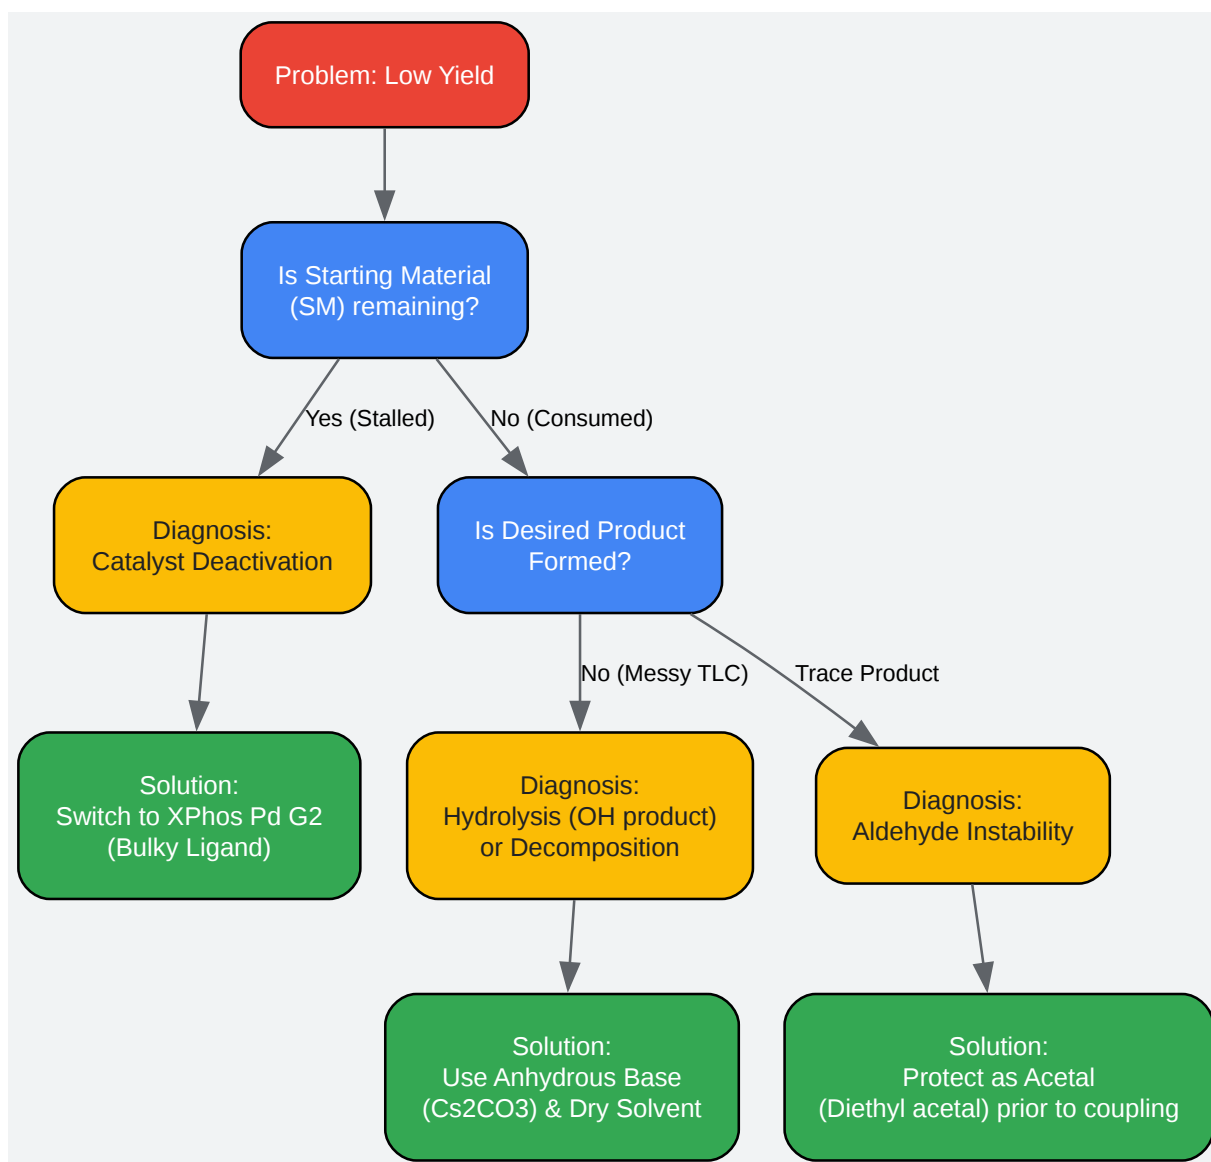 Problem: Low Yield
Is Starting Material
(SM) remaining?
Yes (Stalled)
No (Consumed)
Diagnosis:
Catalyst Deactivation
Is Desired Product
Formed?
No (Messy TLC)
Trace Product
Solution:
Switch to XPhos Pd G2
(Bulky Ligand)
Diagnosis:
Hydrolysis (OH product)
or Decomposition
Diagnosis:
Aldehyde Instability
Solution:
Use Anhydrous Base
(Cs2CO3) & Dry Solvent
Solution:
Protect as Acetal
(Diethyl acetal) prior to coupling